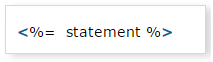 <%=  statement %>